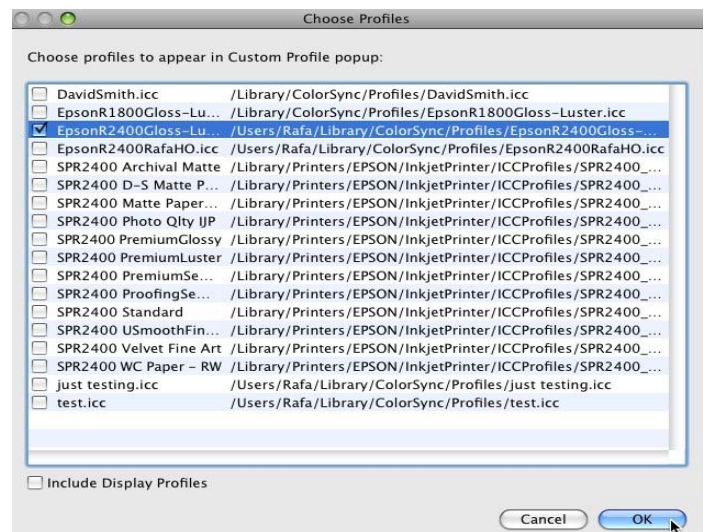 Choose Profiles
Choose profiles to appear in Custom Profile popup:
DavidSmith.icc /Library/ColorSync/Profiles/DavidSmith.icc
EpsonR1800Gloss-Lu... /Library/ColorSync/Profiles/EpsonR1800Gloss-Luster.icc
EpsonR2400Gloss-Lu... /Users/Rafa/Library/ColorSync/Profiles/EpsonR2400Gloss-...
EpsonR2400RafaHO.icc /Users/Rafa/Library/ColorSync/Profiles/EpsonR2400RafaHO.icc
SPR2400 Archival Matte /Library/Printers/EPSON/InkjetPrinter/ICCProfiles/SPR2400_...
SPR2400 D-S Matte P... /Library/Printers/EPSON/InkjetPrinter/ICCProfiles/SPR2400_...
SPR2400 Matte Paper... /Library/Printers/EPSON/InkjetPrinter/ICCProfiles/SPR2400_...
SPR2400 Photo Qlty IJP /Library/Printers/EPSON/InkjetPrinter/ICCProfiles/SPR2400_...
SPR2400 PremiumGlossy /Library/Printers/EPSON/InkjetPrinter/ICCProfiles/SPR2400_...
SPR2400 PremiumLuster /Library/Printers/EPSON/InkjetPrinter/ICCProfiles/SPR2400_...
SPR2400 PremiumSe... /Library/Printers/EPSON/InkjetPrinter/ICCProfiles/SPR2400_...
SPR2400 ProofingSe... /Library/Printers/EPSON/InkjetPrinter/ICCProfiles/SPR2400_...
SPR2400 Standard /Library/Printers/EPSON/InkjetPrinter/ICCProfiles/SPR2400_...
SPR2400 USmoothFin... /Library/Printers/EPSON/InkjetPrinter/ICCProfiles/SPR2400_...
SPR2400 Velvet Fine Art /Library/Printers/EPSON/InkjetPrinter/ICCProfiles/SPR2400_...
SPR2400 WC Paper - RW /Library/Printers/EPSON/InkjetPrinter/ICCProfiles/SPR2400_...
just testing.icc /Users/Rafa/Library/ColorSync/Profiles/just testing.icc
test.icc /Users/Rafa/Library/ColorSync/Profiles/test.icc
Include Display Profiles
Cancel OK